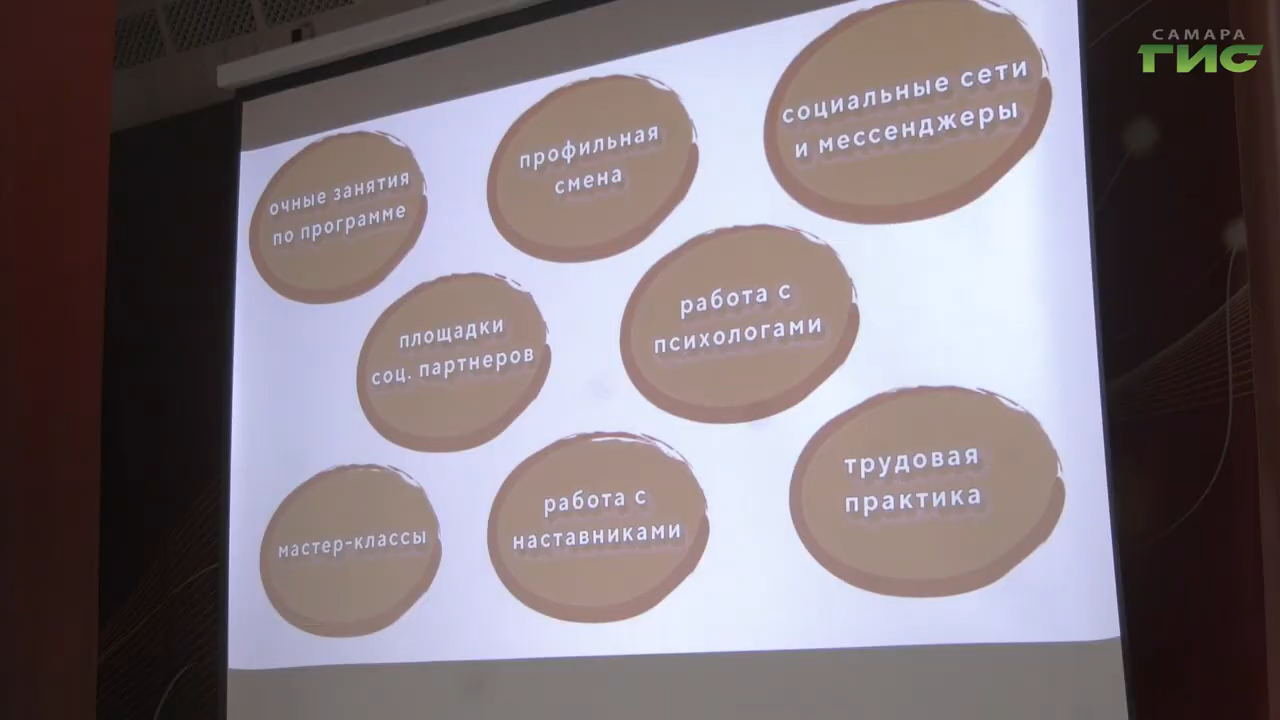 САМАРА
ГИС
очные занятия
по программе
профильная
смена
социальные сети
и мессенджеры
площадки
соц. партнеров
работа с
психологами
мастер-классы
работа с
наставниками
трудовая
практика